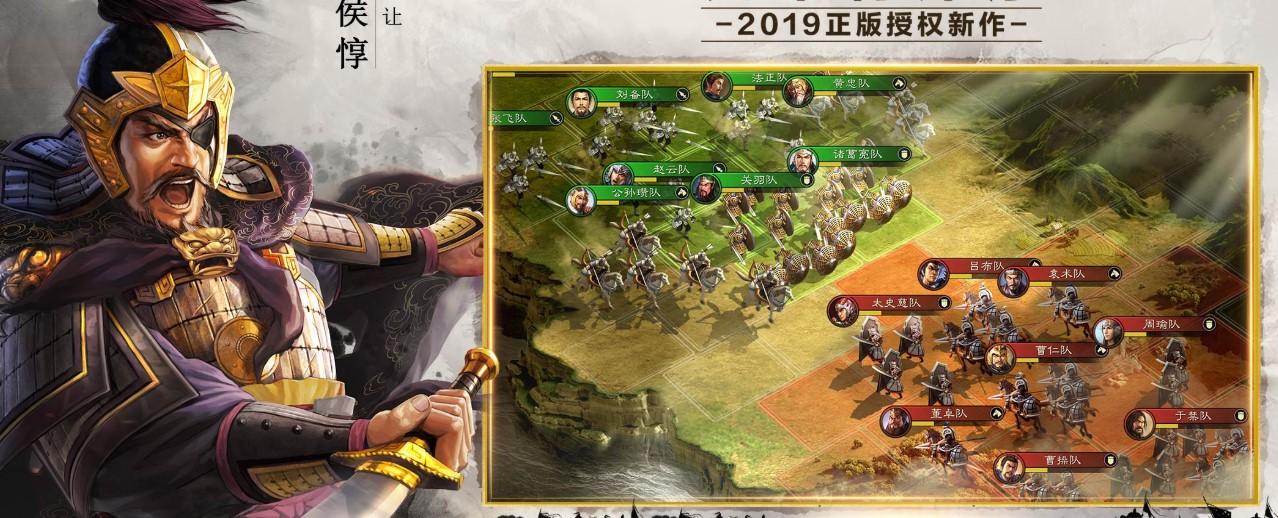 侯惇
让
-2019正版授权新作-
刘备队
法正队
黄忠队
张飞队
诸葛亮队
赵云队
关羽队
公孙瓒队
吕布队
袁术队
太史慈队
周瑜队
曹仁队
董卓队
于禁队
曹操队